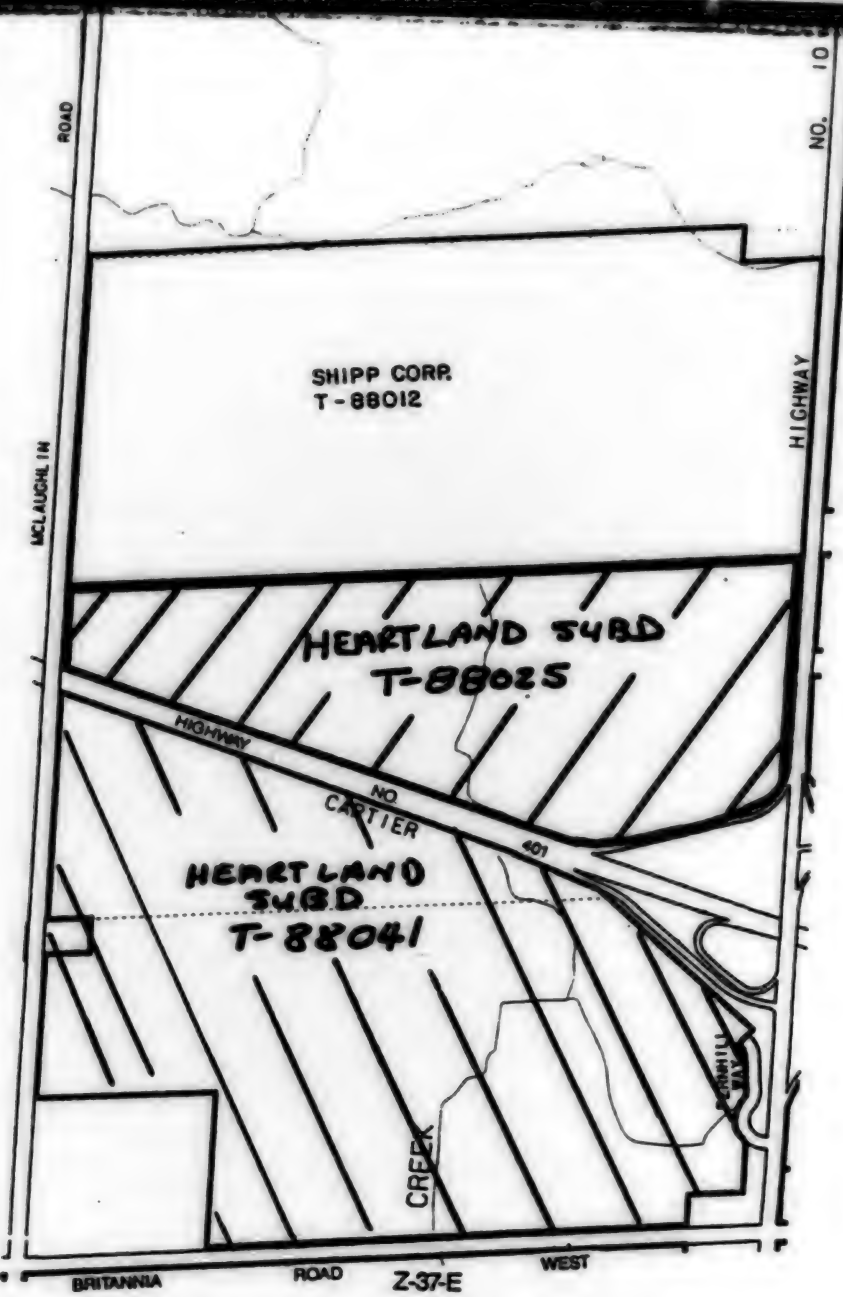 ROAD
NO. 10
SHIPP CORP.
T-88012
HIGHWAY
MCLAUGHLIN
HEARTLAND SUBD
T-88025
HIGHWAY
NO.
401
CARTIER
HEARTLAND
SUBD
T-88041
WAY
CREEK
BRITANNIA ROAD WEST
Z-37-E